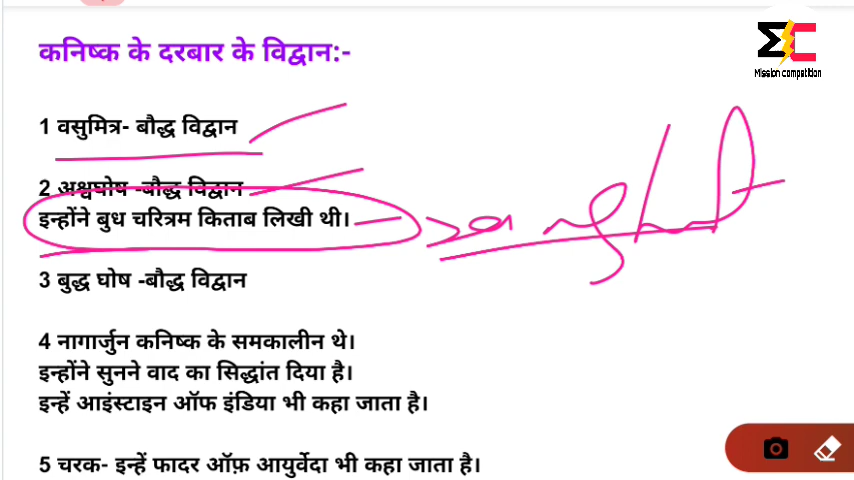 कनिष्क के दरबार के विद्वान:-
Mission compatition
1 वसुमित्र- बौद्ध विद्वान
2 अश्वघोष -बौद्ध विद्वान
इन्होंने बुध चरित्रम किताब लिखी थी।
3 बुद्ध घोष -बौद्ध विद्वान
4 नागार्जुन कनिष्क के समकालीन थे।
इन्होंने सुनने वाद का सिद्धांत दिया है।
इन्हें आइंस्टाइन ऑफ इंडिया भी कहा जाता है।
5 चरक- इन्हें फादर ऑफ़ आयुर्वेदा भी कहा जाता है।